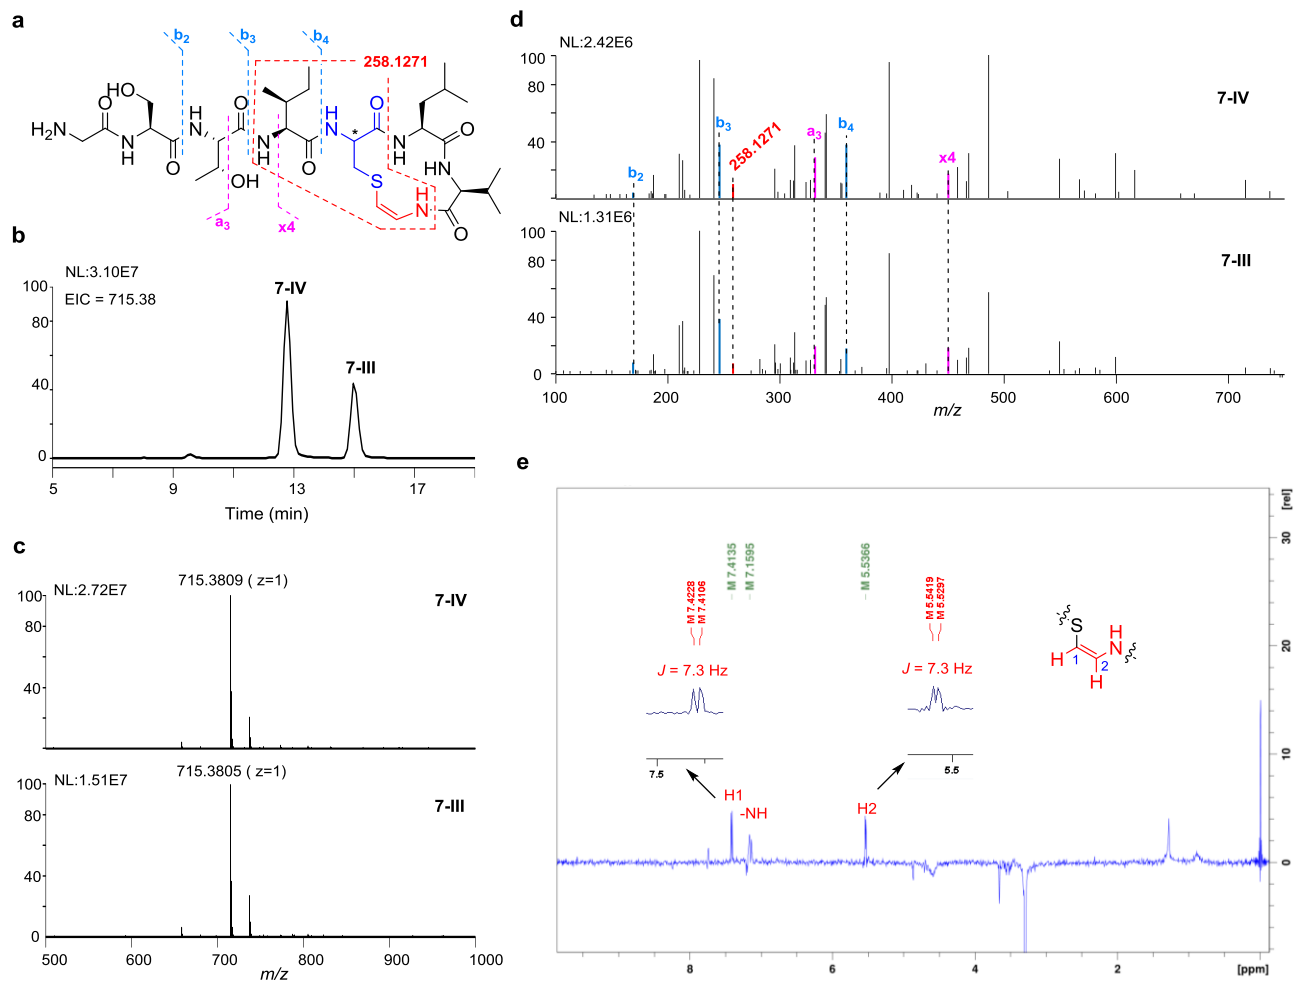 a
b2
b3
b4
258.1271
HO
O
H
N
O
H
N
O
O
H2N
N
H
O
N
H
O
*
N
H
O
H
N
S
N
H
O
OH
a3
x4
b
NL:3.10E7
EIC = 715.38
7-IV
7-III
100
80
40
0
5
9
13
17
Time (min)
c
NL:2.72E7
715.3809 ( z=1)
7-IV
100
80
40
NL:1.51E7
715.3805 ( z=1)
7-III
100
80
40
0
500
600
700
800
900
1000
m/z
d
NL:2.42E6
7-IV
100
80
40
b2
b3
258.1271
a3
b4
x4
NL:1.31E6
7-III
80
40
0
100
200
300
400
500
600
700
m/z
e
[rel]
30
20
10
0
M 7.4135
M 7.1595
M 5.5366
M 7.4228
M 7.4106
M 5.5419
M 5.5297
J = 7.3 Hz
J = 7.3 Hz
7.5
5.5
H1
-NH
H2
S
H
N
H
1
2
H
8
6
4
2
[ppm]